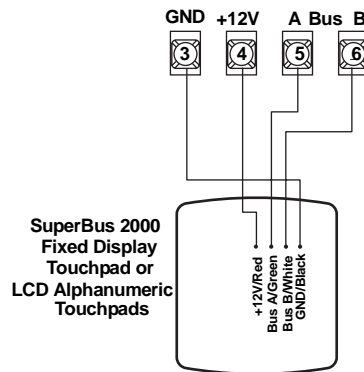 GND +12V A Bus B
3 4 5 6
SuperBus 2000
Fixed Display
Touchpad or
LCD Alphanumeric
Touchpads
+12V/Red
Bus A/Green
Bus B/White
GND/Black